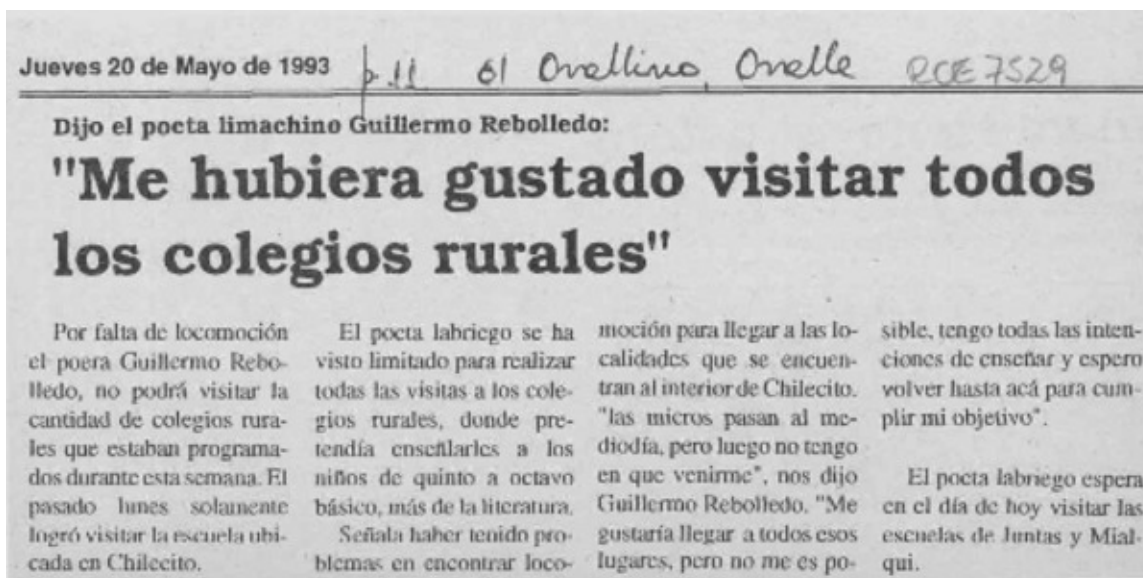 Jueves 20 de Mayo de 1993 p. 11 El Ovallino, Ovalle RCE7529
Dijo el poeta limachino Guillermo Rebolledo:
"Me hubiera gustado visitar todos
los colegios rurales"
Por falta de locomoción
el poera Guillermo Rebo-
lledo, no podrá visitar la
cantidad de colegios rura-
les que estaban programa-
dos durante esta semana. El
pasado lunes solamente
logró visitar la escuela ubi-
cada en Chilecito.
El poeta labriego se ha
visto limitado para realizar
todas las visitas a los cole-
gios rurales, donde pre-
tendía enseñarles a los
niños de quinto a octavo
básico, más de la literatura.
Señala haber tenido pro-
blemas en encontrar loco-
moción para llegar a las lo-
calidades que se encuen-
tran al interior de Chilecito.
"las micros pasan al me-
diodía, pero luego no tengo
en que venirme", nos dijo
Guillermo Rebolledo. "Me
gustaría llegar a todos esos
lugares, pero no me es po-
sible, tengo todas las inten-
ciones de enseñar y espero
volver hasta acá para cum-
plir mi objetivo".
El poeta labriego espera
en el día de hoy visitar las
escuelas de Juntas y Mial-
qui.